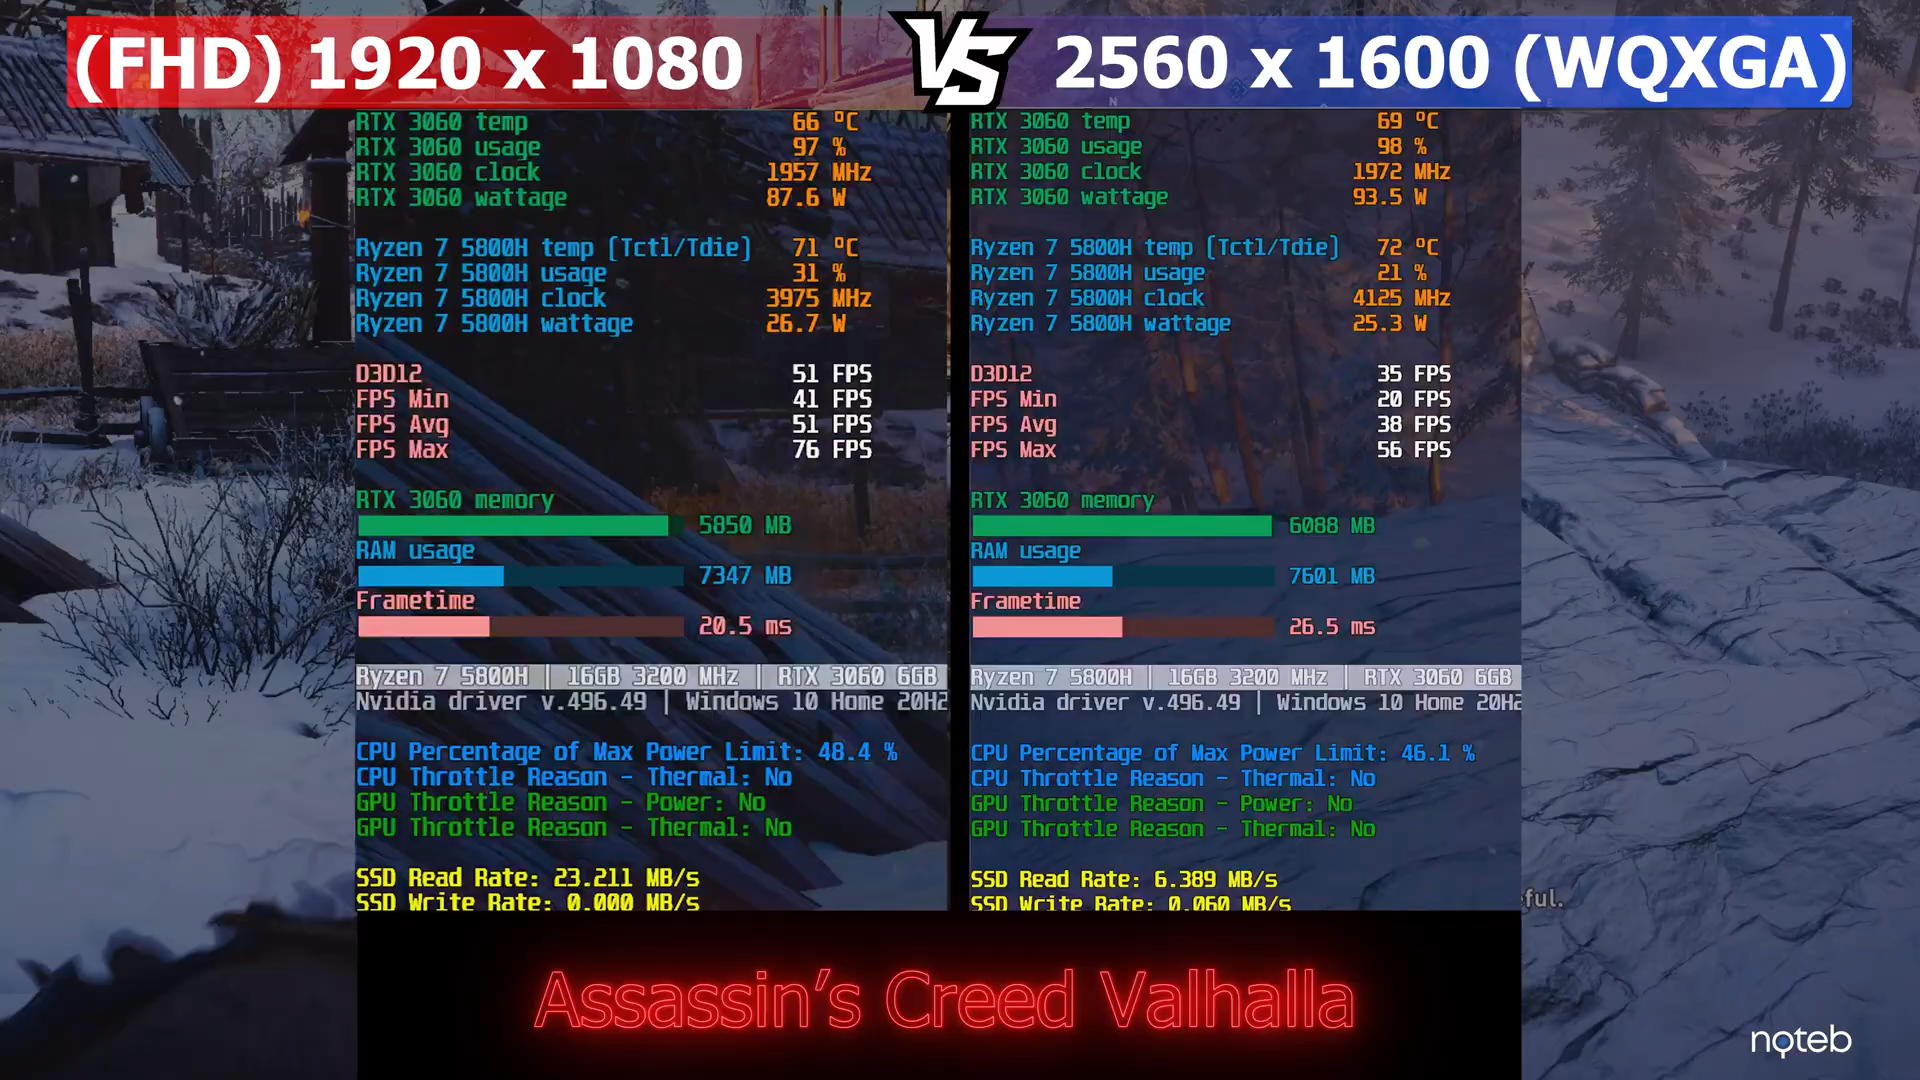 (FHD) 1920 x 1080 VS 2560 x 1600 (WQXGA)
RTX 3060 temp 66 ºC
RTX 3060 usage 97 %
RTX 3060 clock 1957 MHz
RTX 3060 wattage 87.6 W
Ryzen 7 5800H temp (Tctl/Tdie) 71 ºC
Ryzen 7 5800H usage 31 %
Ryzen 7 5800H clock 3975 MHz
Ryzen 7 5800H wattage 26.7 W
D3D12 51 FPS
FPS Min 41 FPS
FPS Avg 51 FPS
FPS Max 76 FPS
RTX 3060 memory
5850 MB
RAM usage
7347 MB
Frametime
20.5 ms
Ryzen 7 5800H | 16GB 3200 MHz | RTX 3060 6GB
Nvidia driver v.496.49 | Windows 10 Home 20H2
CPU Percentage of Max Power Limit: 48.4 %
CPU Throttle Reason - Thermal: No
GPU Throttle Reason - Power: No
GPU Throttle Reason - Thermal: No
SSD Read Rate: 23.211 MB/s
SSD Write Rate: 0.000 MB/s
RTX 3060 temp 69 ºC
RTX 3060 usage 98 %
RTX 3060 clock 1972 MHz
RTX 3060 wattage 93.5 W
Ryzen 7 5800H temp (Tctl/Tdie) 72 ºC
Ryzen 7 5800H usage 21 %
Ryzen 7 5800H clock 4125 MHz
Ryzen 7 5800H wattage 25.3 W
D3D12 35 FPS
FPS Min 20 FPS
FPS Avg 38 FPS
FPS Max 56 FPS
RTX 3060 memory
6088 MB
RAM usage
7601 MB
Frametime
26.5 ms
Ryzen 7 5800H | 16GB 3200 MHz | RTX 3060 6GB
Nvidia driver v.496.49 | Windows 10 Home 20H2
CPU Percentage of Max Power Limit: 46.1 %
CPU Throttle Reason - Thermal: No
GPU Throttle Reason - Power: No
GPU Throttle Reason - Thermal: No
SSD Read Rate: 6.389 MB/s
SSD Write Rate: 0.060 MB/s
Assassin's Creed Valhalla
noteb